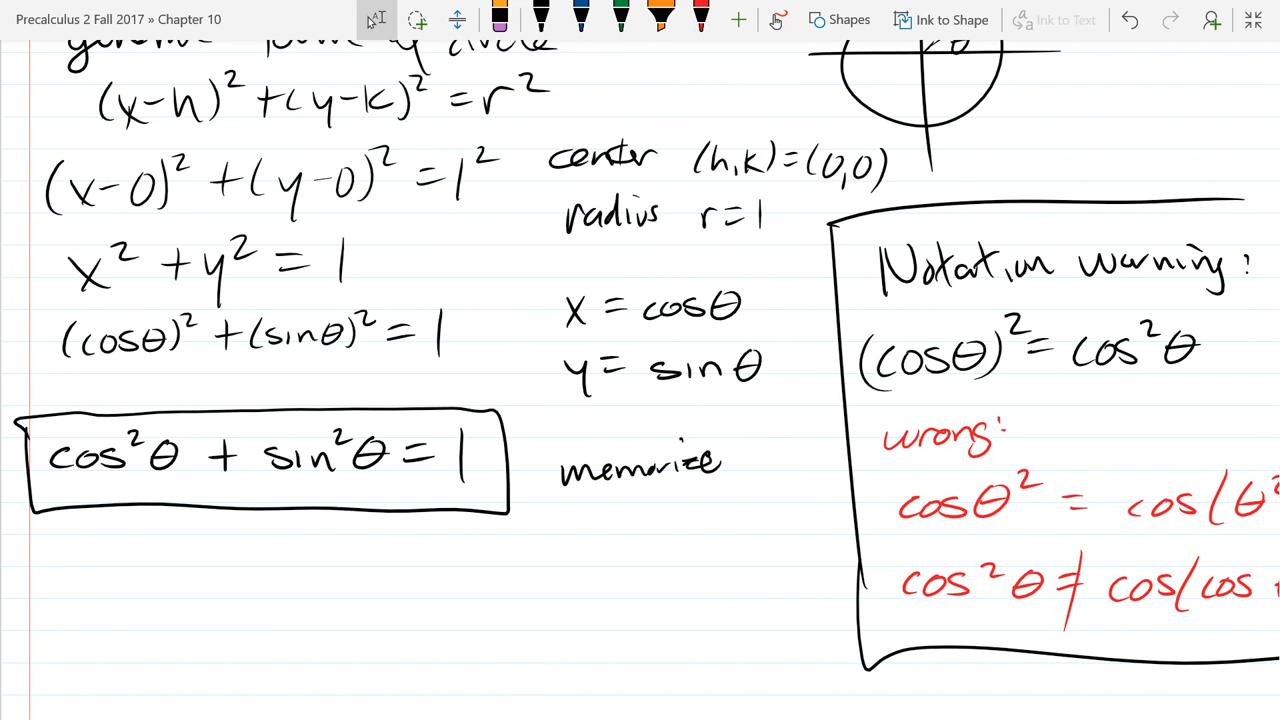 Precalculus 2 Fall 2017 » Chapter 10
Shapes
Ink to Shape
Ink to Text
circle
(x-h)² + (y-k)² = r²
(x-0)² + (y-0)² = 1²
x² + y² = 1
(cosθ)² + (sinθ)² = 1
cos²θ + sin²θ = 1
center (h,k) = (0,0)
radius r = 1
x = cosθ
y = sinθ
memorize
θ
Notation warning:
(cosθ)² = cos²θ
wrong:
cosθ² = cos(θ²
cos²θ ≠ cos(cos